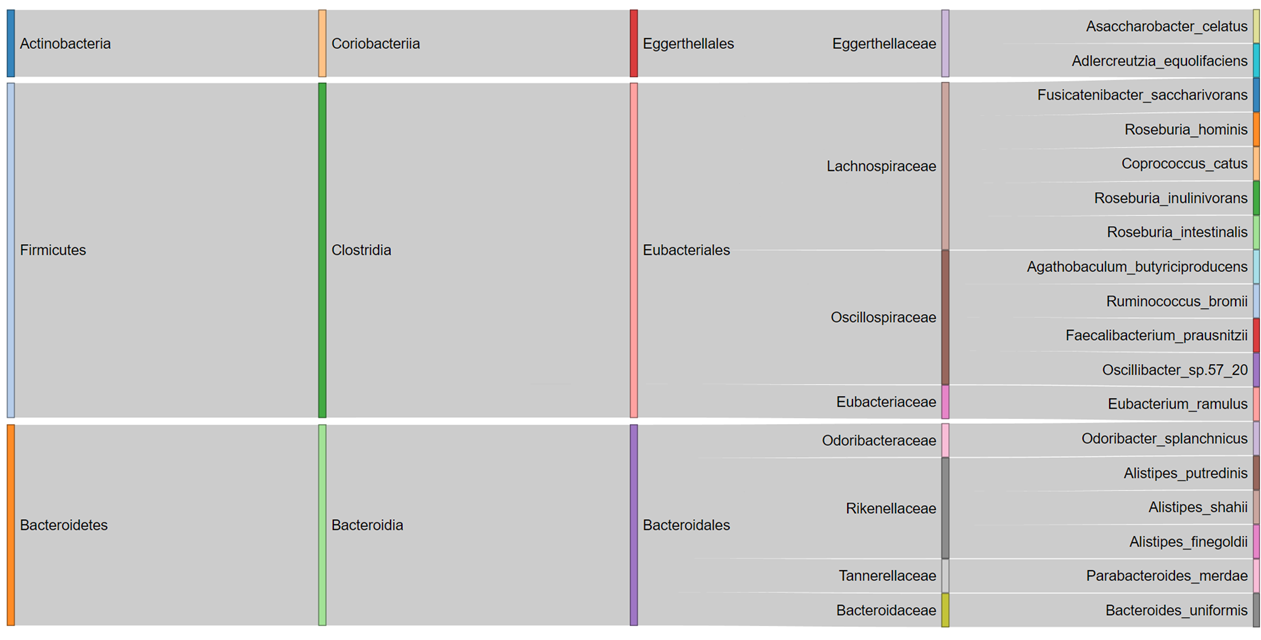 Actinobacteria
Coriobacteriia
Eggerthellales
Eggerthellaceae
Asaccharobacter_celatus
Adlercreutzia_equolifaciens
Firmicutes
Clostridia
Eubacteriales
Lachnospiraceae
Fusicatenibacter_saccharivorans
Roseburia_hominis
Coprococcus_catus
Roseburia_inulinivorans
Roseburia_intestinalis
Oscillospiraceae
Agathobaculum_butyriciproducens
Ruminococcus_bromii
Faecalibacterium_prausnitzii
Oscillibacter_sp.57_20
Eubacteriaceae
Eubacterium_ramulus
Bacteroidetes
Bacteroidia
Bacteroidales
Odoribacteraceae
Odoribacter_splanchnicus
Rikenellaceae
Alistipes_putredinis
Alistipes_shahii
Alistipes_finegoldii
Tannerellaceae
Parabacteroides_merdae
Bacteroidaceae
Bacteroides_uniformis